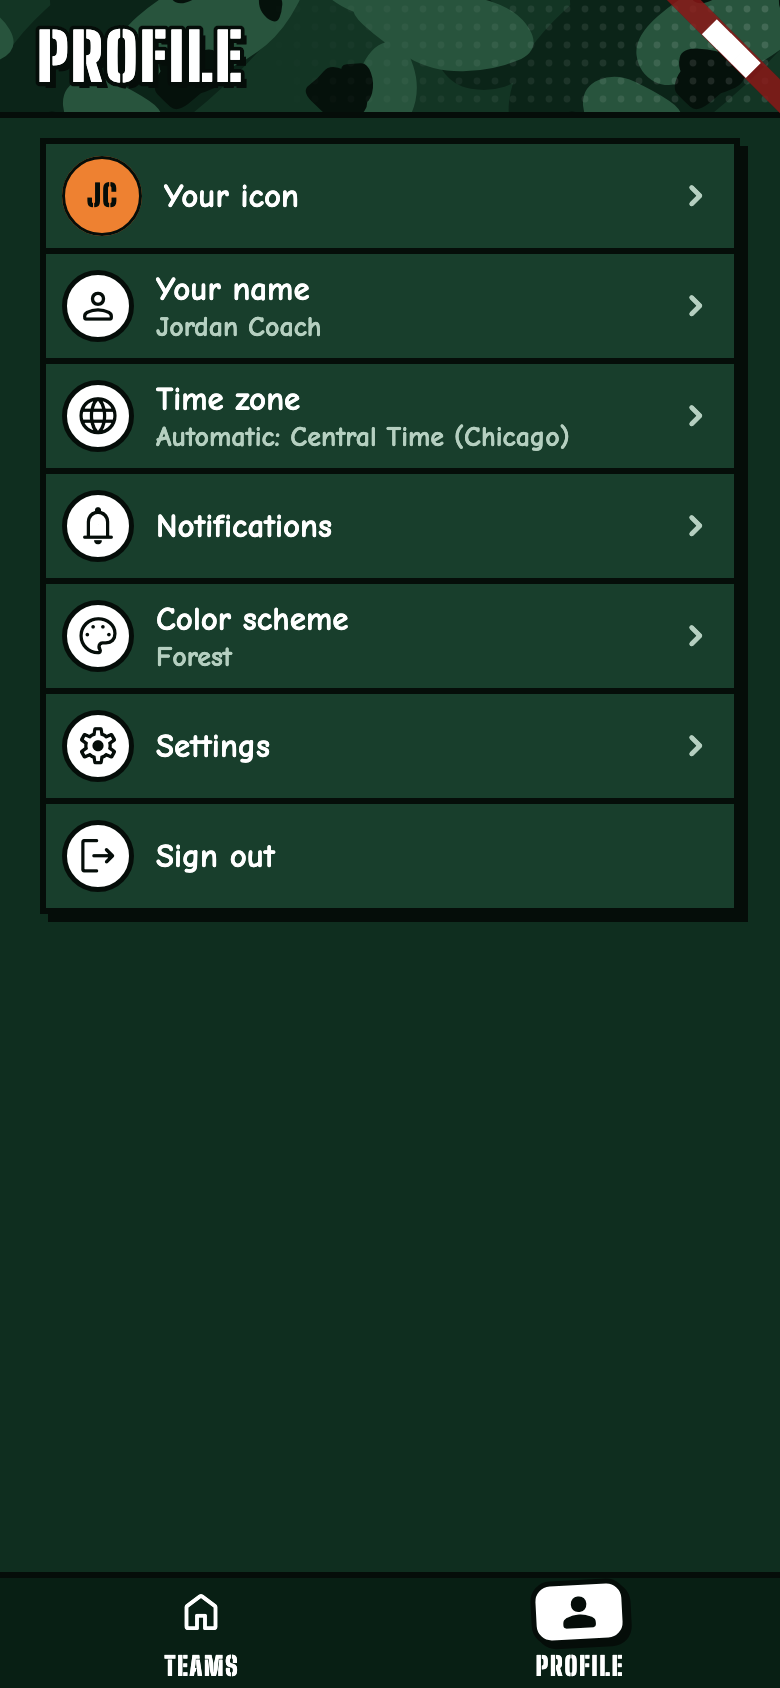 PROFILE
JC
Your icon
Your name
Jordan Coach
Time zone
Automatic: Central Time (Chicago)
Notifications
Color scheme
Forest
Settings
Sign out
TEAMS
PROFILE